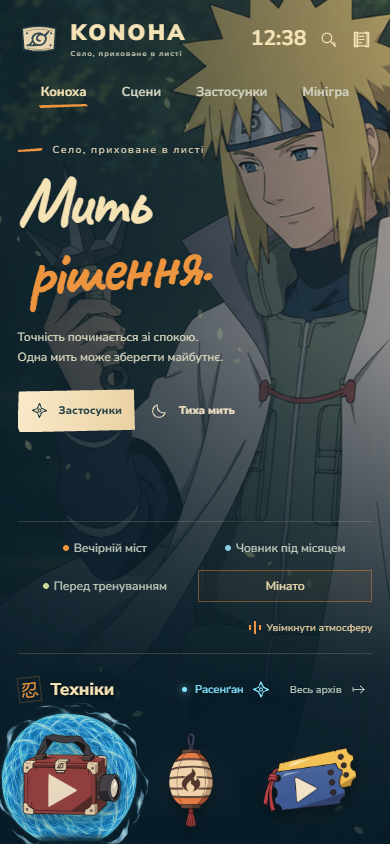 KONOHA
Село, приховане в листі
12:38
Коноха Сцени Застосунки Мінігра
Село, приховане в листі
Мить
рішення.
Точність починається зі спокою.
Одна мить може зберегти майбутнє.
Застосунки Тиха мить
Вечірній міст Човник під місяцем
Перед тренуванням Мінато
Увімкнути атмосферу
忍 Техніки Расенґан Весь архів